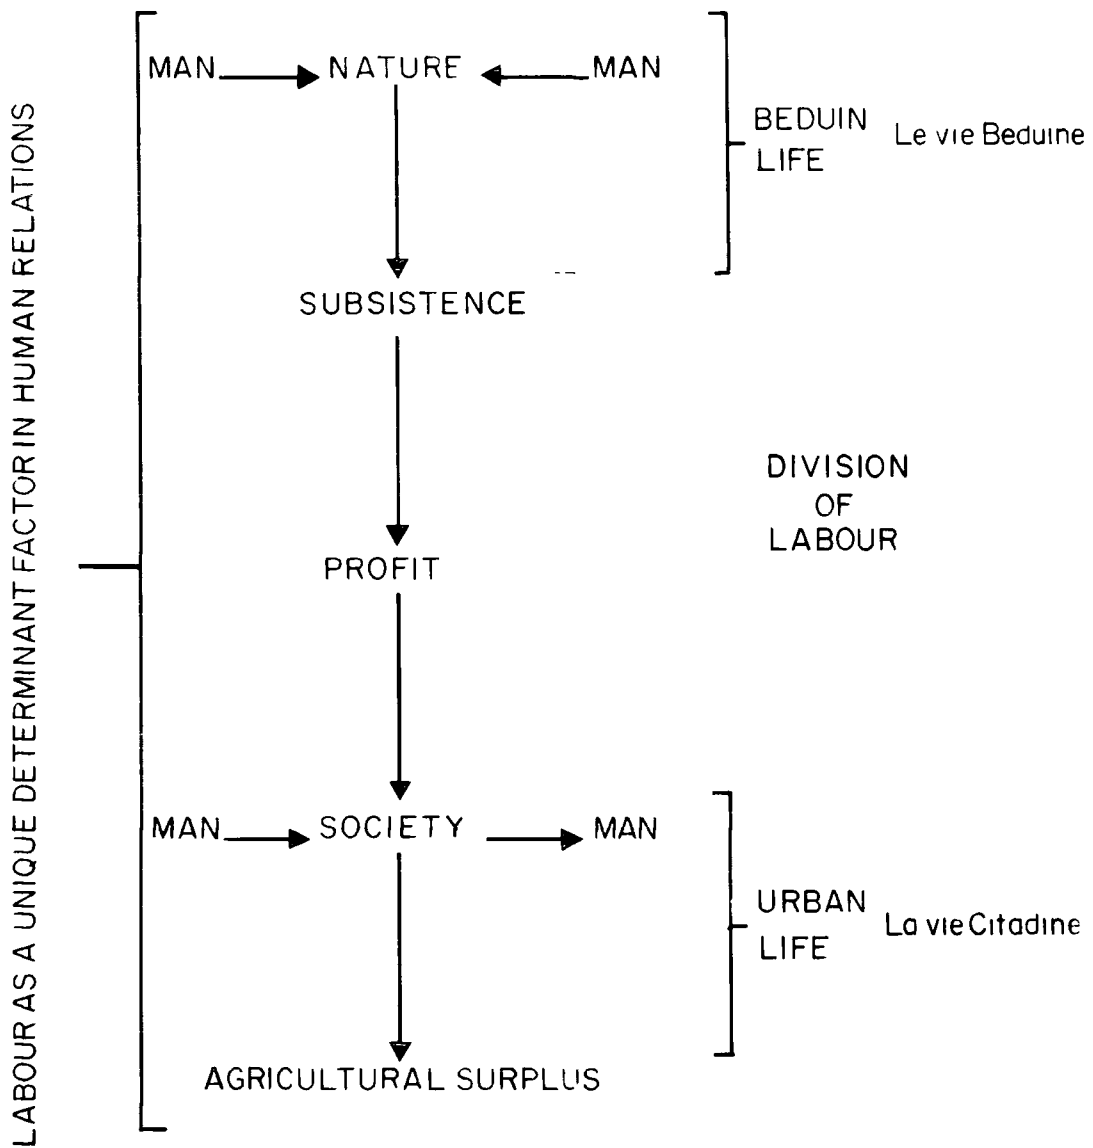 LABOUR AS A UNIQUE DETERMINANT FACTOR IN HUMAN RELATIONS
MAN NATURE MAN
BEDUIN
LIFE
Le vie Beduine
SUBSISTENCE
DIVISION
OF
LABOUR
PROFIT
MAN SOCIETY MAN
URBAN
LIFE
La vie Citadine
AGRICULTURAL SURPLUS